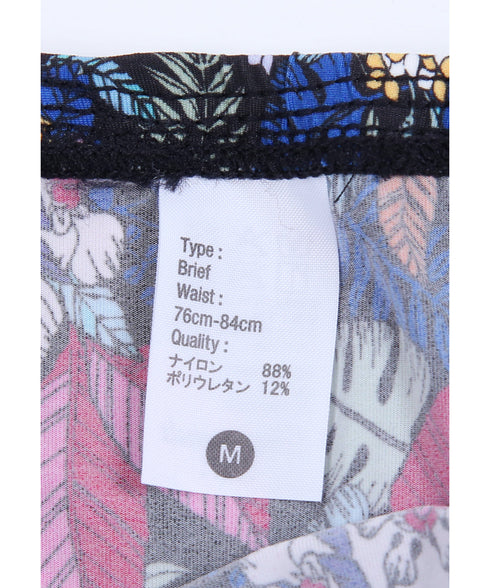 Type :
Brief
Waist :
76cm-84cm
Quality :
ナイロン 88%
ポリウレタン 12%
M